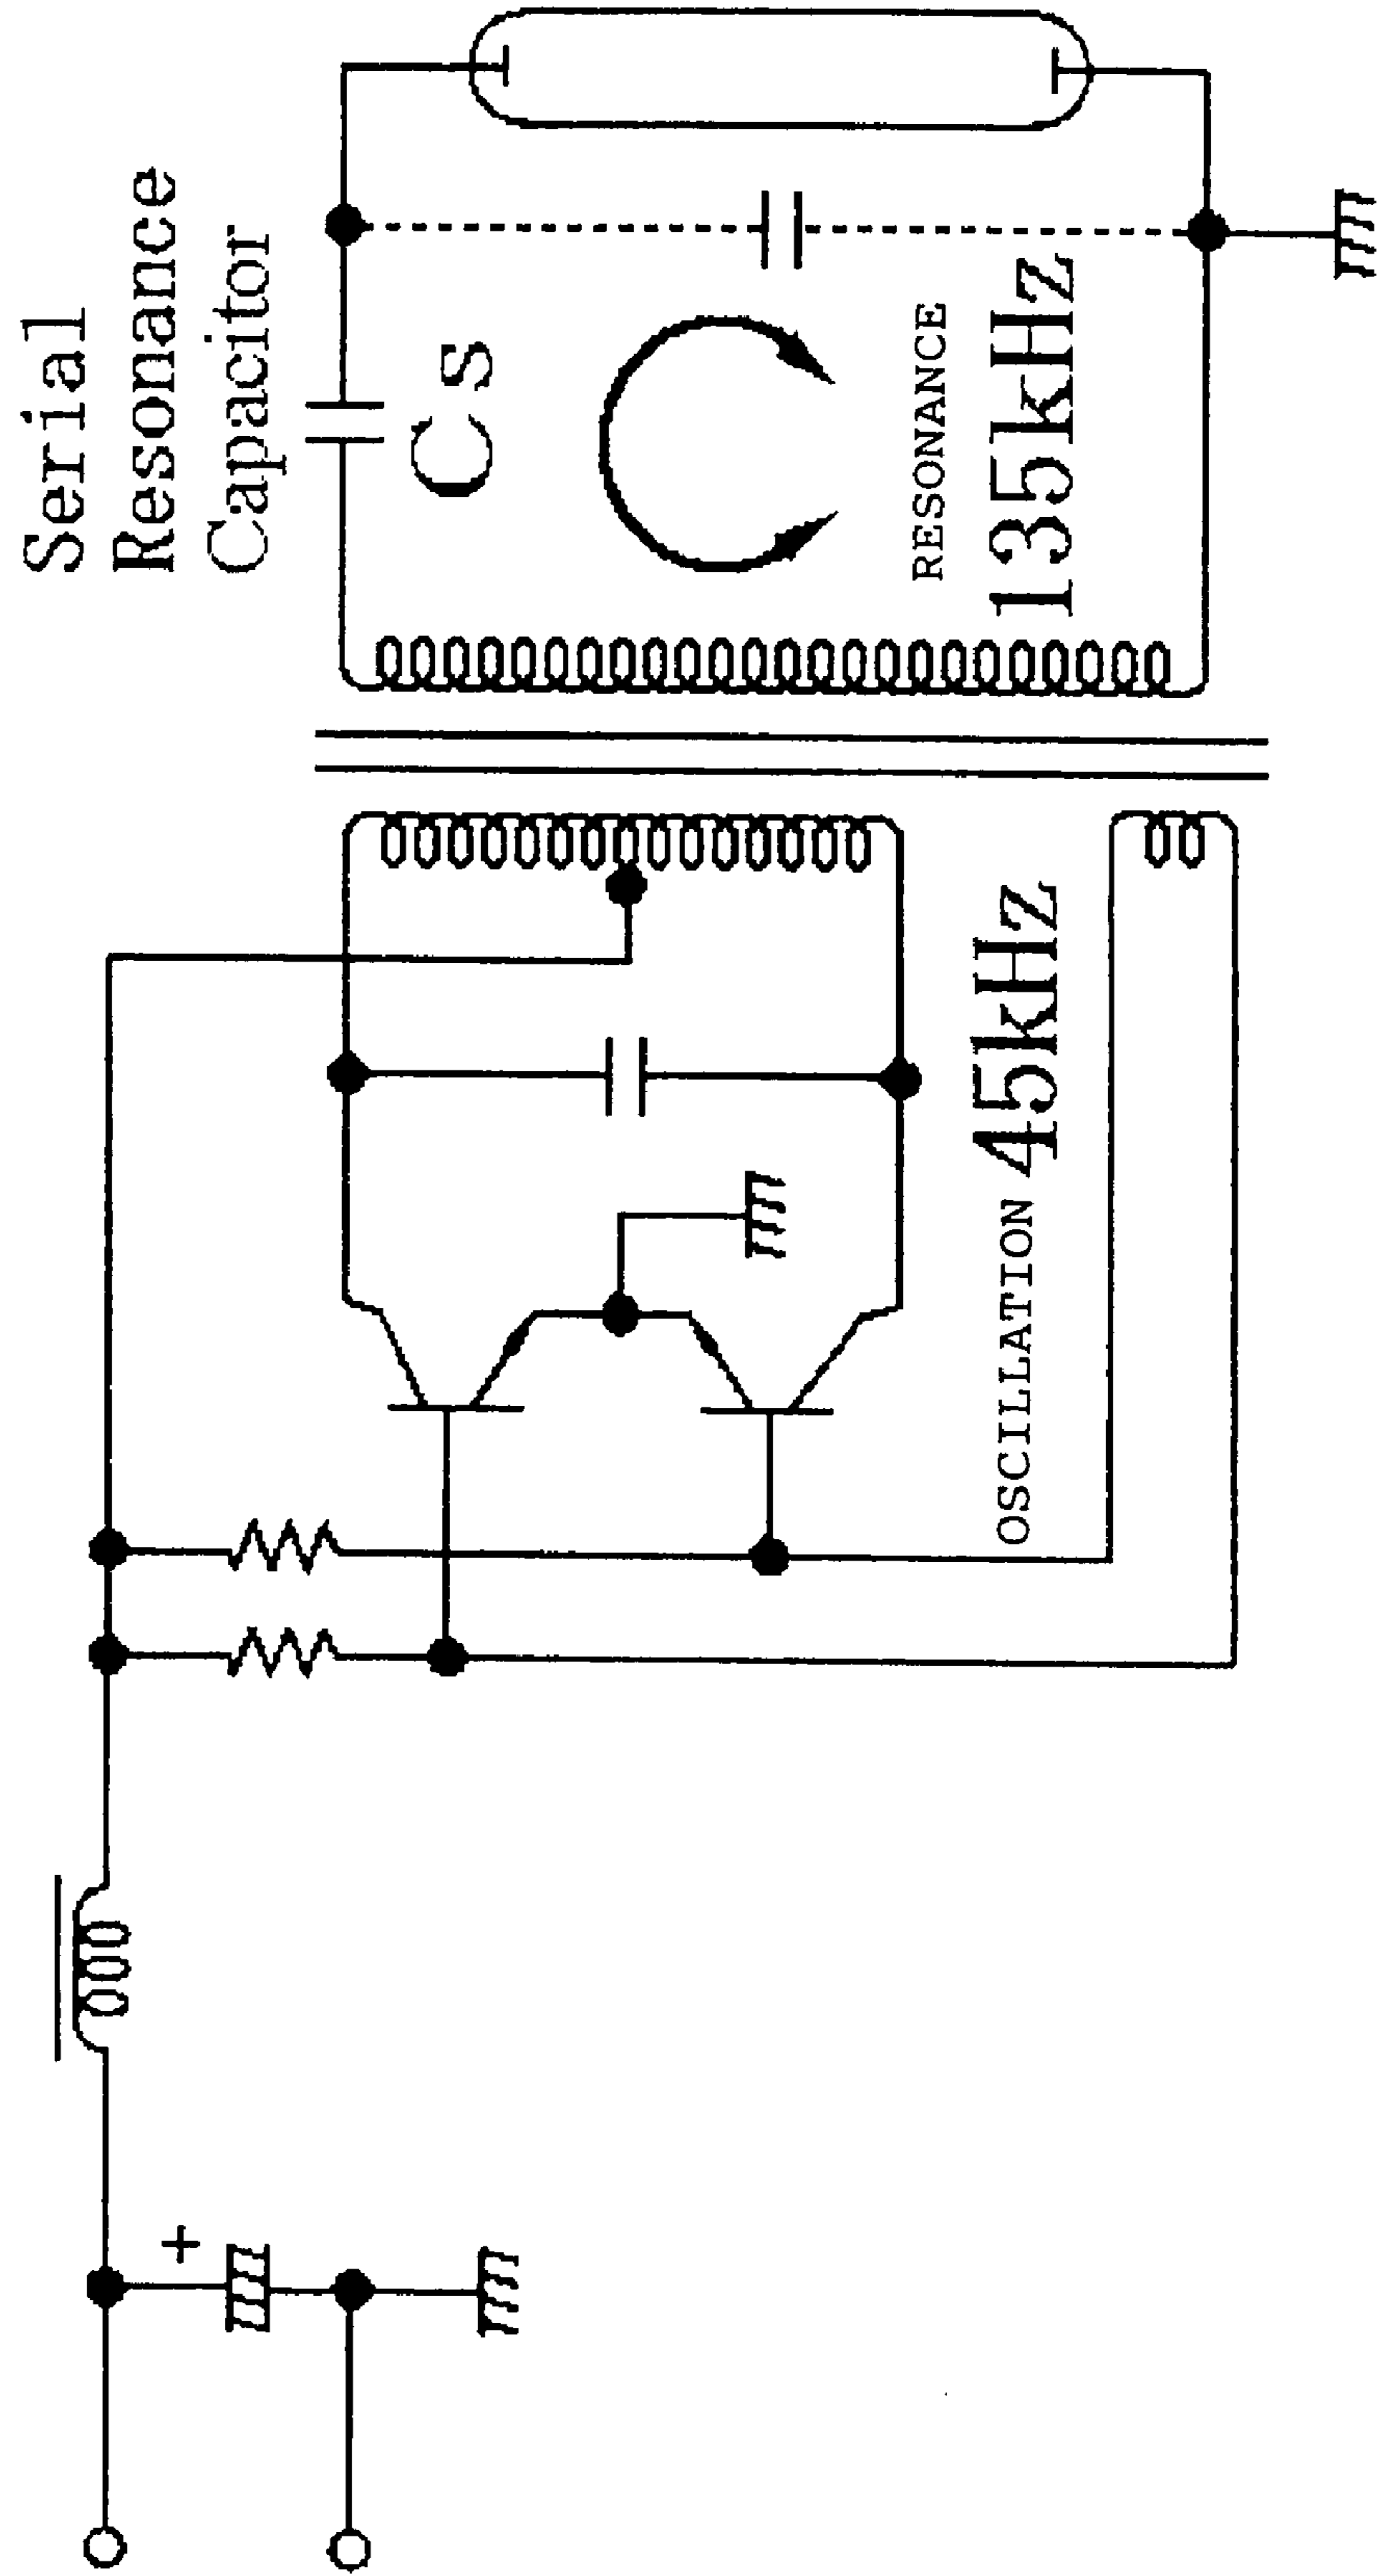 Serial
Resonance
Capacitor
Cs
RESONANCE
135kHz
OSCILLATION 45kHz
+